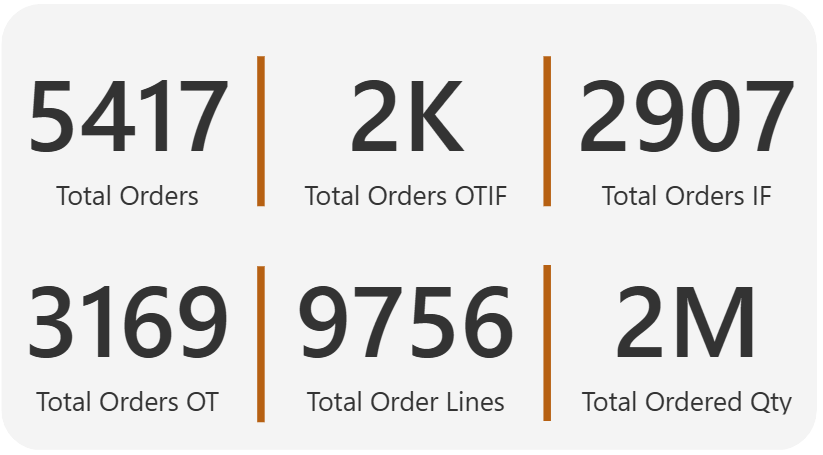 5417
Total Orders
2K
Total Orders OTIF
2907
Total Orders IF
3169
Total Orders OT
9756
Total Order Lines
2M
Total Ordered Qty